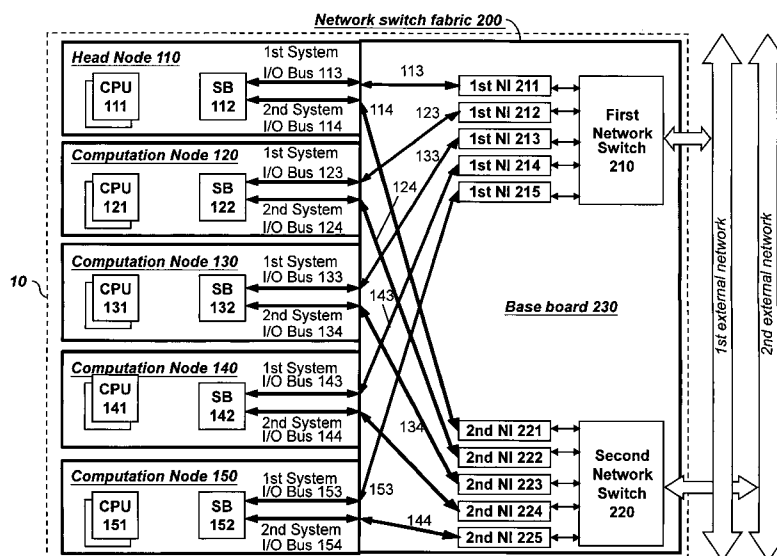 Network switch fabric 200
Head Node 110
CPU
111
SB
112
1st System
I/O Bus 113
2nd System
I/O Bus 114
Computation Node 120
CPU
121
SB
122
1st System
I/O Bus 123
2nd System
I/O Bus 124
Computation Node 130
CPU
131
SB
132
1st System
I/O Bus 133
2nd System
I/O Bus 134
Computation Node 140
CPU
141
SB
142
1st System
I/O Bus 143
2nd System
I/O Bus 144
Computation Node 150
CPU
151
SB
152
1st System
I/O Bus 153
2nd System
I/O Bus 154
10
113
114
123
133
124
143
134
153
144
1st NI 211
1st NI 212
1st NI 213
1st NI 214
1st NI 215
First
Network
Switch
210
Base board 230
2nd NI 221
2nd NI 222
2nd NI 223
2nd NI 224
2nd NI 225
Second
Network
Switch
220
1st external network
2nd external network